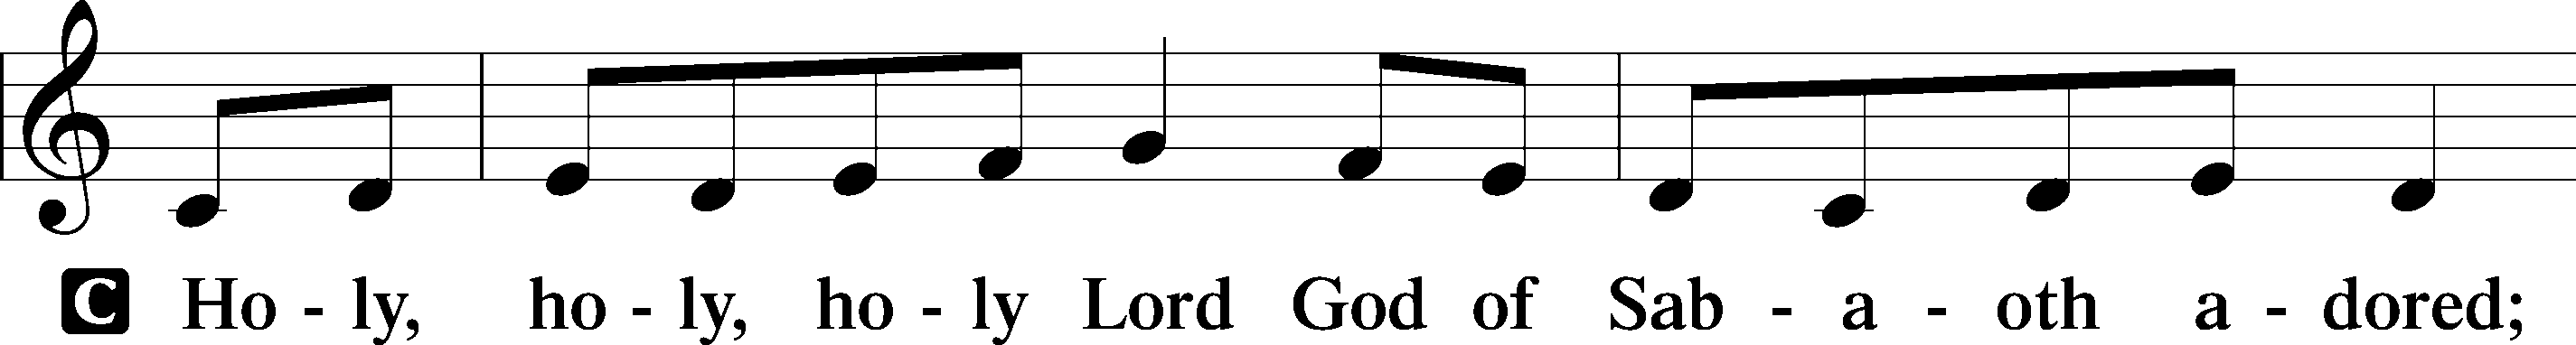 C Ho - ly, ho - ly, ho - ly Lord God of Sab - a - oth a - dored;